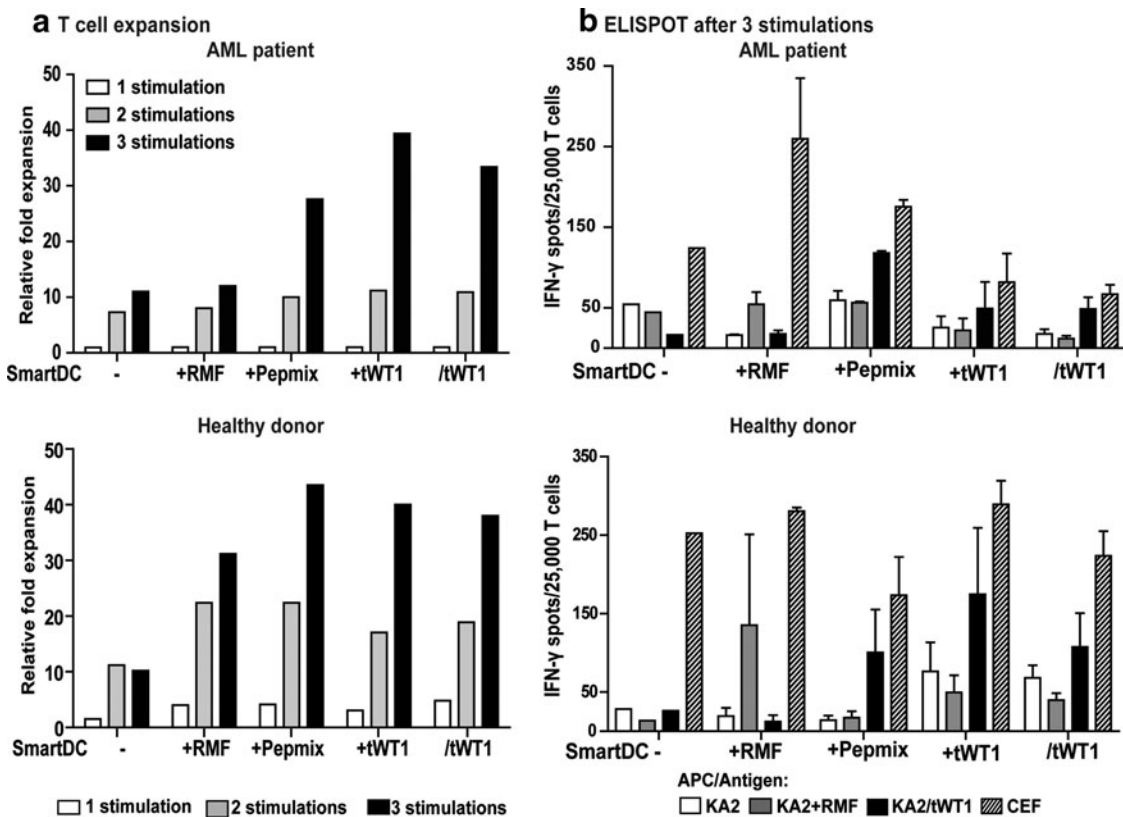 a T cell expansion
AML patient
50
40
30
20
10
0
Relative fold expansion
1 stimulation
2 stimulations
3 stimulations
SmartDC - +RMF +Pepmix +tWT1 /tWT1
Healthy donor
50
40
30
20
10
0
Relative fold expansion
SmartDC - +RMF +Pepmix +tWT1 /tWT1
1 stimulation 2 stimulations 3 stimulations
b ELISPOT after 3 stimulations
AML patient
350
250
150
50
0
IFN-γ spots/25,000 T cells
SmartDC - +RMF +Pepmix +tWT1 /tWT1
Healthy donor
350
250
150
50
0
IFN-γ spots/25,000 T cells
SmartDC - +RMF +Pepmix +tWT1 /tWT1
APC/Antigen:
KA2 KA2+RMF KA2/tWT1 CEF